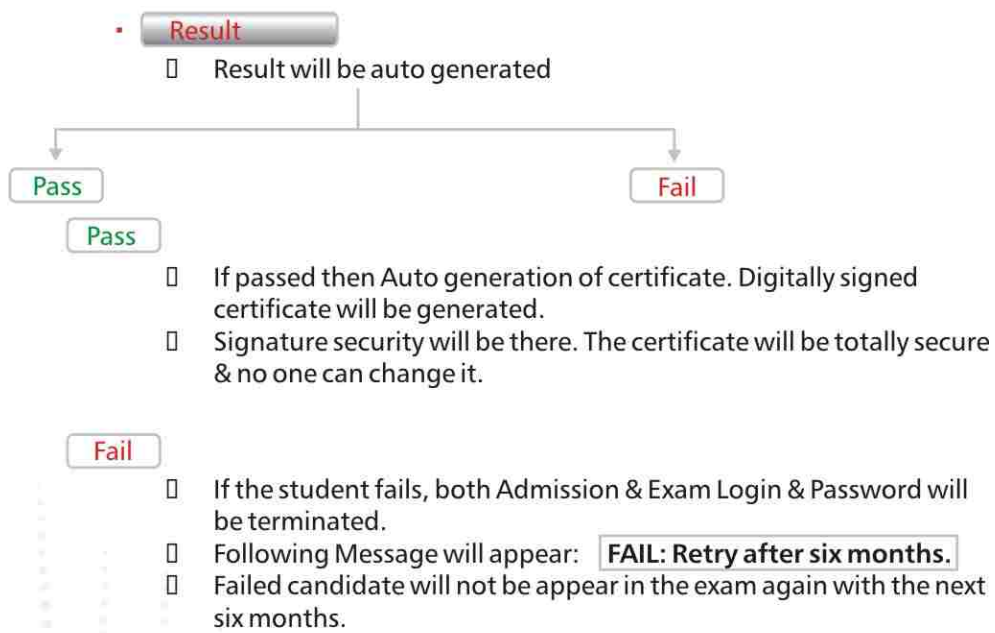 Result
Result will be auto generated
Pass
Fail
Pass
If passed then Auto generation of certificate. Digitally signed
certificate will be generated.
Signature security will be there. The certificate will be totally secure
& no one can change it.
Fail
If the student fails, both Admission & Exam Login & Password will
be terminated.
Following Message will appear: FAIL: Retry after six months.
Failed candidate will not be appear in the exam again with the next
six months.